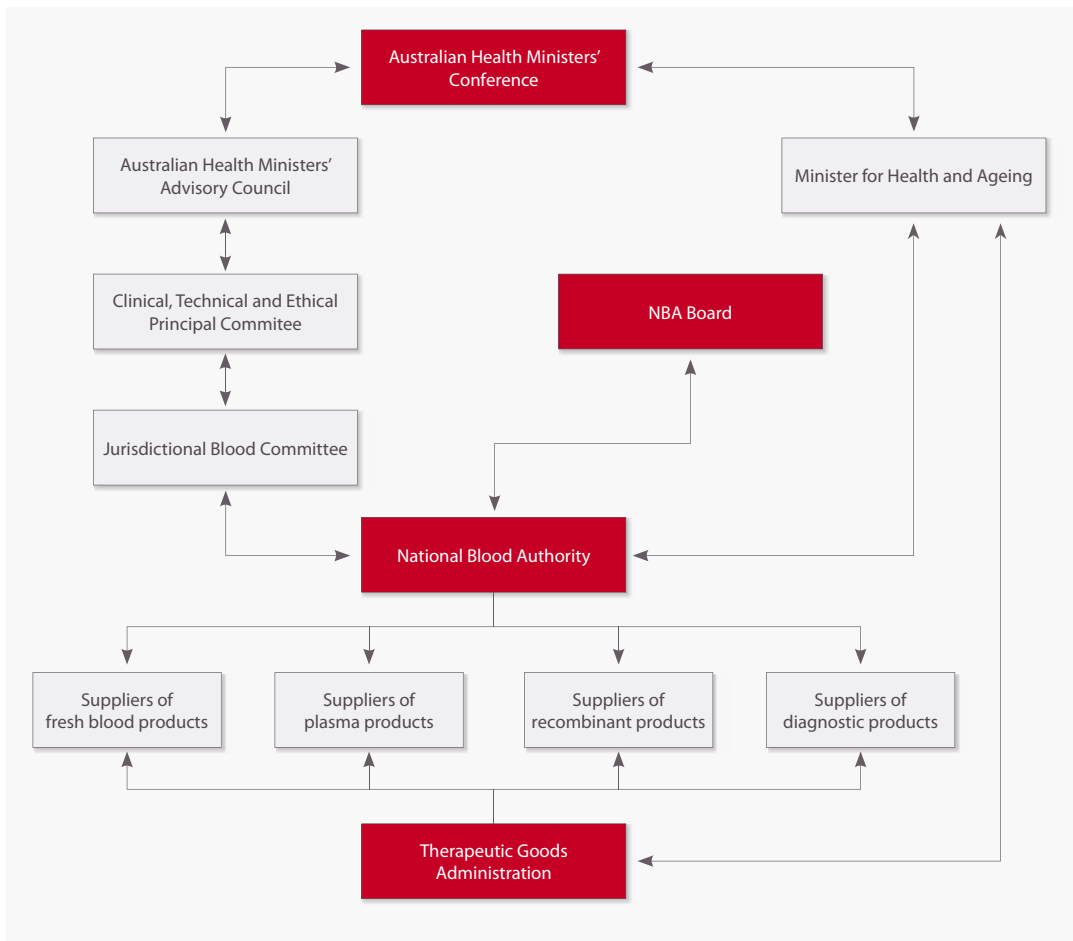 Australian Health Ministers’
Conference
Australian Health Ministers’
Advisory Council
Minister for Health and Ageing
Clinical, Technical and Ethical
Principal Commitee
NBA Board
Jurisdictional Blood Committee
National Blood Authority
Suppliers of
fresh blood products
Suppliers of
plasma products
Suppliers of
recombinant products
Suppliers of
diagnostic products
Therapeutic Goods
Administration